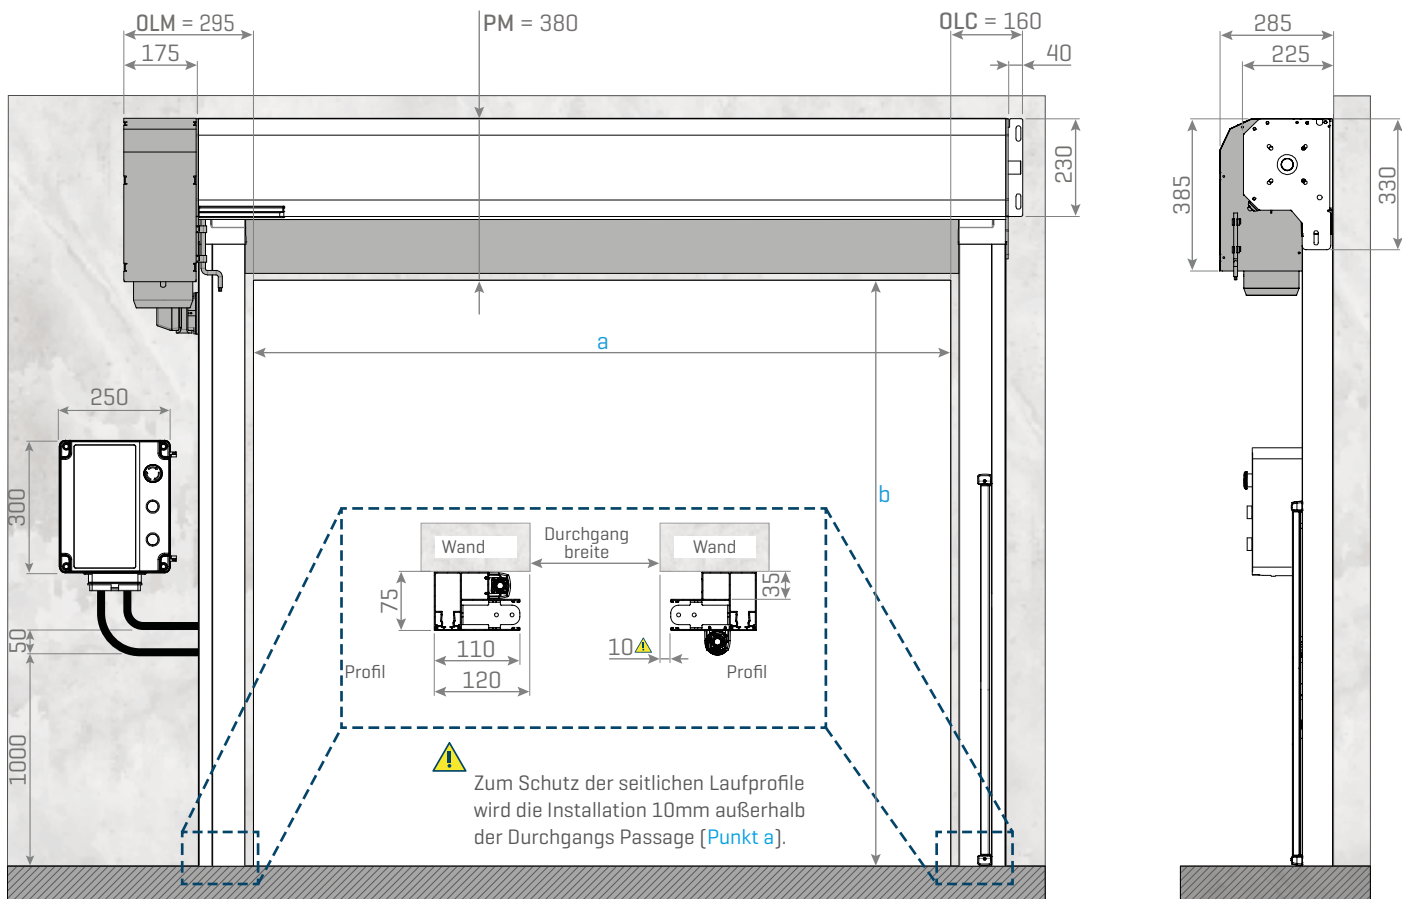 OLM = 295
PM = 380
OLC = 160
285
175
40
225
230
385
330
a
250
300
b
Durchgang
breite
Wand
Wand
75
35
50
110
10
Profil
Profil
120
1000
Zum Schutz der seitlichen Laufprofile
wird die Installation 10mm außerhalb
der Durchgangs Passage (Punkt a).